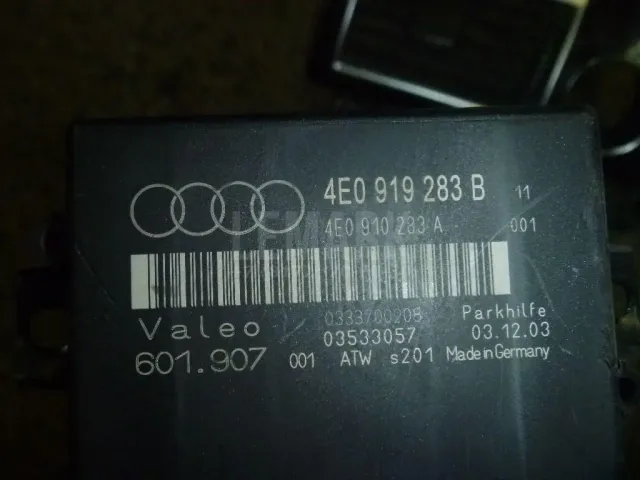 4E0 919 283 B 11
4E0 910 283 A 001
Valeo 0333700208 Parkhilfe
03533057 03.12.03
601.907 001 ATW s201 Made in Germany